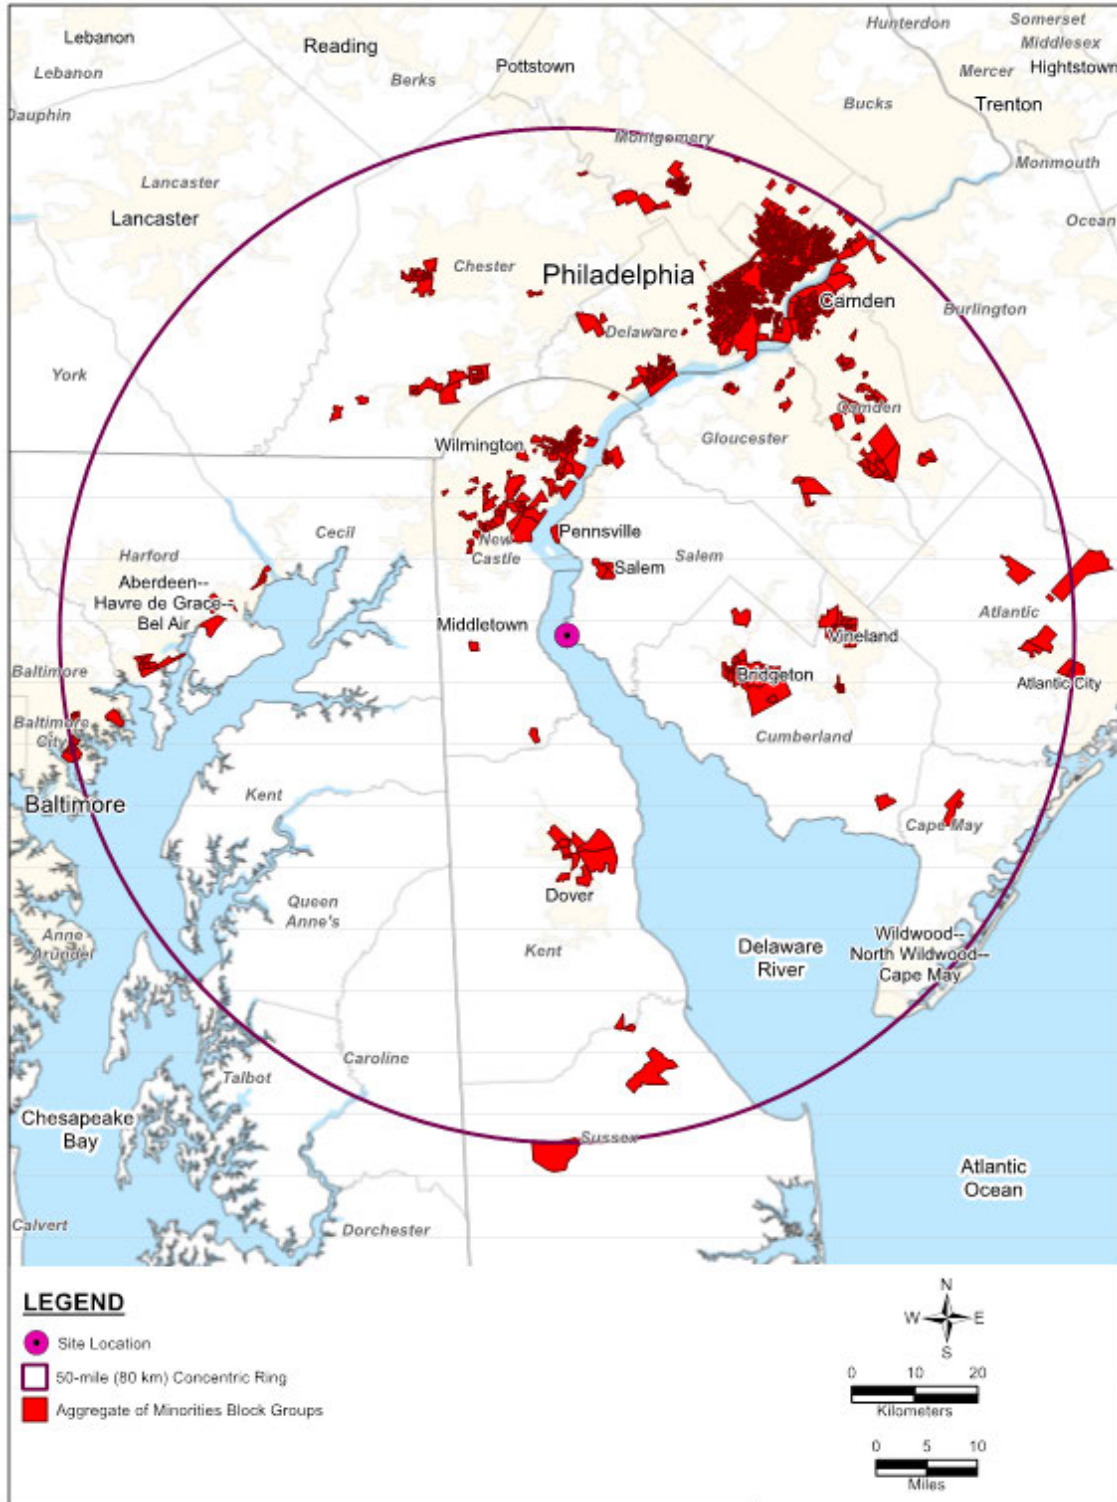 Lebanon
Lebanon
Dauphin
Reading
Berks
Pottstown
Hunterdon
Somerset
Middlesex
Mercer
Hightstown
Bucks
Trenton
Montgomery
Monmouth
Lancaster
Lancaster
Ocean
Chester
Philadelphia
Camden
Burlington
Delaware
York
Camden
Gloucester
Wilmington
Cecil
New
Castle
Pennsville
Harford
Salem
Salem
Aberdeen--
Havre de Grace--
Bel Air
Middletown
Atlantic
Vineland
Baltimore
Bridgeton
Atlantic City
Baltimore
City
Cumberland
Baltimore
Kent
Cape May
Dover
Queen
Anne's
Anne
Arundel
Kent
Delaware
River
Wildwood--
North Wildwood--
Cape May
Caroline
Talbot
Chesapeake
Bay
Sussex
Atlantic
Ocean
Calvert
Dorchester
LEGEND
Site Location
50-mile (80 km) Concentric Ring
Aggregate of Minorities Block Groups
N
W E
S
0 10 20
Kilometers
0 5 10
Miles